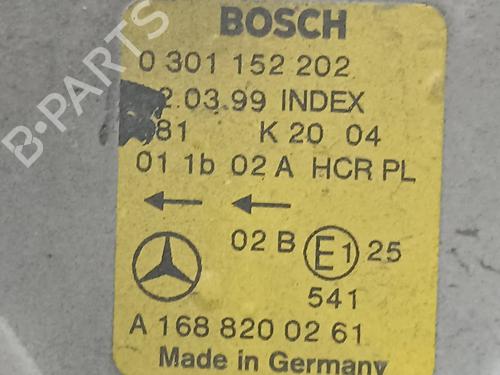 BOSCH
0 301 152 202
2.03.99 INDEX
81 K 20 04
01 1b 02 A HCR PL
02 B E1 25
541
A 168 820 02 61
Made in Germany
B-PARTS